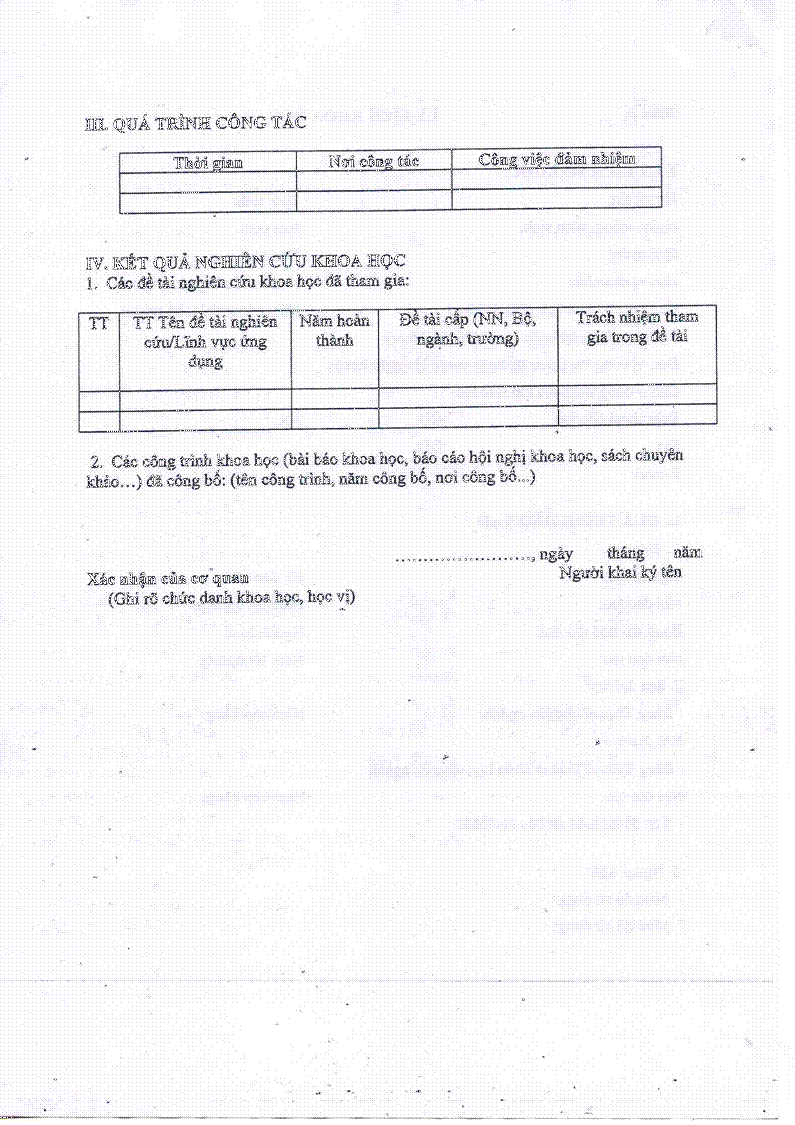 III. QUÁ TRÌNH CÔNG TÁC
Thời gian Nơi công tác Công việc đảm nhiệm
IV. KẾT QUẢ NGHIÊN CỨU KHOA HỌC
1. Các đề tài nghiên cứu khoa học đã tham gia:
TT TT Tên đề tài nghiên Năm hoàn Đề tài cấp (NN, Bộ, Trách nhiệm tham
cứu/Lĩnh vực ứng thành ngành, trường) gia trong đề tài
dụng
2. Các công trình khoa học (bài báo khoa học, báo cáo hội nghị khoa học, sách chuyên
khảo...) đã công bố: (tên công trình, năm công bố, nơi công bố...)
........................, ngày tháng năm
Xác nhận của cơ quan Người khai ký tên
(Ghi rõ chức danh khoa học, học vị)